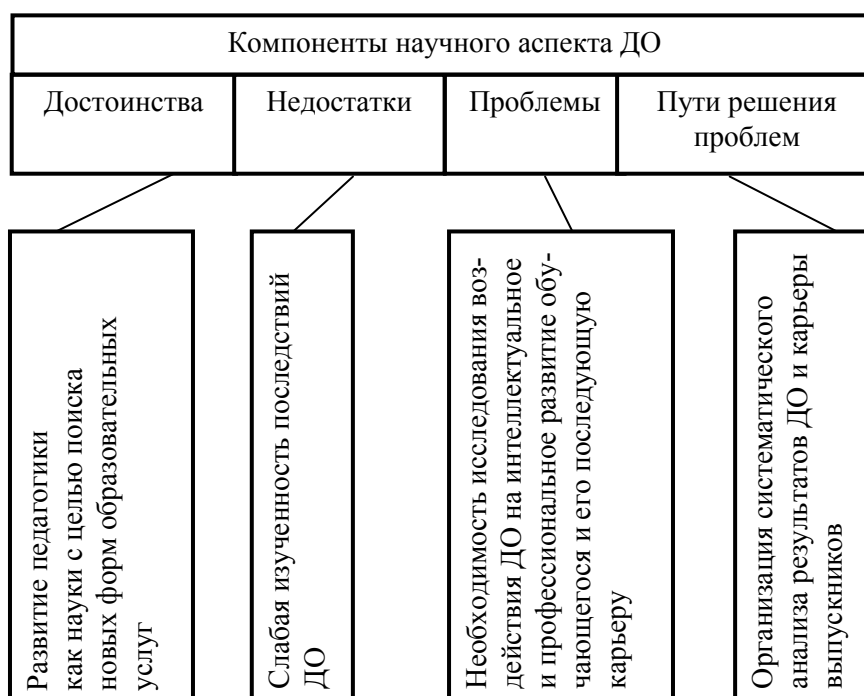 Компоненты научного аспекта ДО
Достоинства
Недостатки
Проблемы
Пути решения
проблем
Развитие педагогики
как науки с целью поиска
новых форм образовательных
услуг
Слабая изученность последствий
ДО
Необходимость исследования воз-
действия ДО на интеллектуальное
и профессиональное развитие обу-
чающегося и его последующую
карьеру
Организация систематического
анализа результатов ДО и карьеры
выпускников